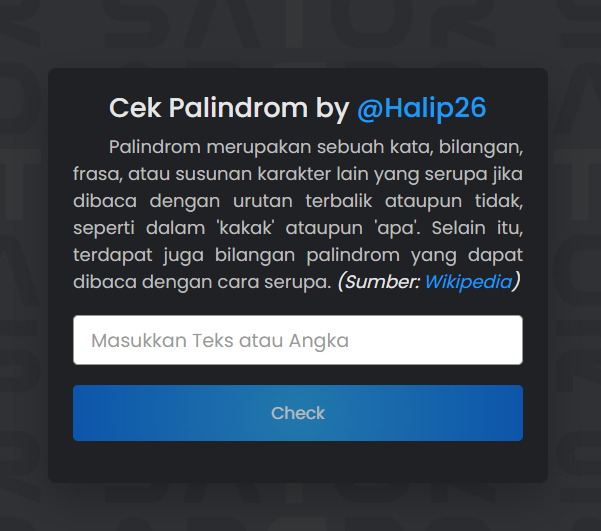 Cek Palindrom by @Halip26
Palindrom merupakan sebuah kata, bilangan,
frasa, atau susunan karakter lain yang serupa jika
dibaca dengan urutan terbalik ataupun tidak,
seperti dalam 'kakak' ataupun 'apa'. Selain itu,
terdapat juga bilangan palindrom yang dapat
dibaca dengan cara serupa. (Sumber: Wikipedia)
Masukkan Teks atau Angka
Check